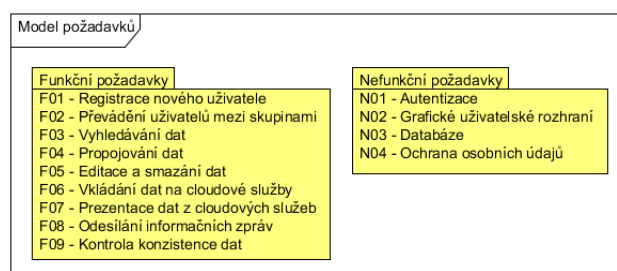 Model požadavků
Funkční požadavky
F01 - Registrace nového uživatele
F02 - Převádění uživatelů mezi skupinami
F03 - Vyhledávání dat
F04 - Propojování dat
F05 - Editace a smazání dat
F06 - Vkládání dat na cloudové služby
F07 - Prezentace dat z cloudových služeb
F08 - Odesílání informačních zpráv
F09 - Kontrola konzistence dat
Nefunkční požadavky
N01 - Autentizace
N02 - Grafické uživatelské rozhraní
N03 - Databáze
N04 - Ochrana osobních údajů